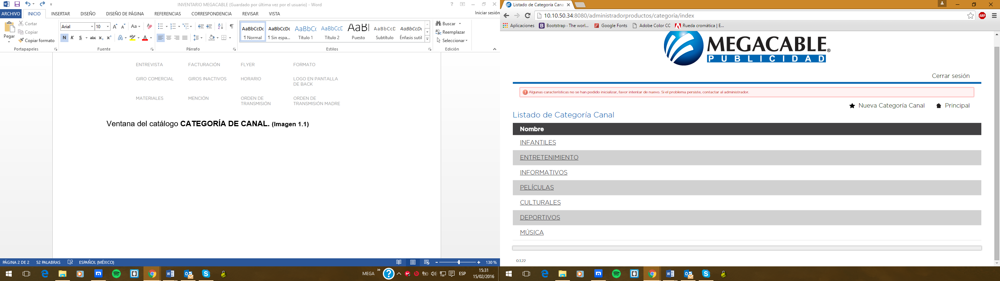 INVENTARIO MEGACABLE (Guardado por última vez por el usuario) - Word
ARCHIVO INICIO INSERTAR DISEÑO DISEÑO DE PÁGINA REFERENCIAS CORRESPONDENCIA REVISAR VISTA Iniciar sesión
Pegar
Cortar
Copiar
Copiar formato
Portapapeles
Arial 10
Fuente
Párrafo
AaBbCcDc AaBbCcDc AaBbCc AaBbCcE AaBl AaBbCcD AaBbCcDc
¶ Normal ¶ Sin espa... Título 1 Título 2 Puesto Subtítulo Énfasis sutil
Estilos
Buscar
Reemplazar
Seleccionar
Edición
ENTREVISTA FACTURACIÓN FLYER FORMATO
GIRO COMERCIAL GIROS INACTIVOS HORARIO LOGO EN PANTALLA
DE BACK
MATERIALES MENCIÓN ORDEN DE TRANSMISIÓN ORDEN DE TRANSMISIÓN MADRE
Ventana del catálogo CATEGORÍA DE CANAL. (Imagen 1.1)
PÁGINA 2 DE 2 52 PALABRAS ESPAÑOL (MÉXICO) 130 %
MEGA ESP 15:31
15/02/2016
Listado de Categoría Cana
10.10.50.34:8080/administradorproductos/categoria/index
ABP
Aplicaciones Bootstrap · The worl... Google Fonts Adobe Color CC Rueda cromática | E...
MEGACABLE®
PUBLICIDAD
Cerrar sesión
Algunas características no se han podido inicializar, favor intentar de nuevo. Si el problema persiste, contactar al administrador.
Nueva Categoría Canal Principal
Listado de Categoría Canal
Nombre
INFANTILES
ENTRETENIMIENTO
INFORMATIVOS
PELÍCULAS
CULTURALES
DEPORTIVOS
MÚSICA
0.1.22